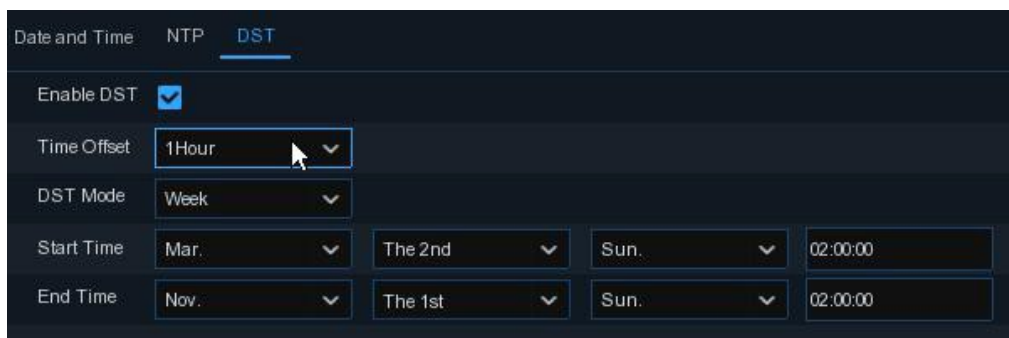 Date and Time NTP DST
Enable DST
Time Offset 1Hour
DST Mode Week
Start Time Mar. The 2nd Sun. 02:00:00
End Time Nov. The 1st Sun. 02:00:00